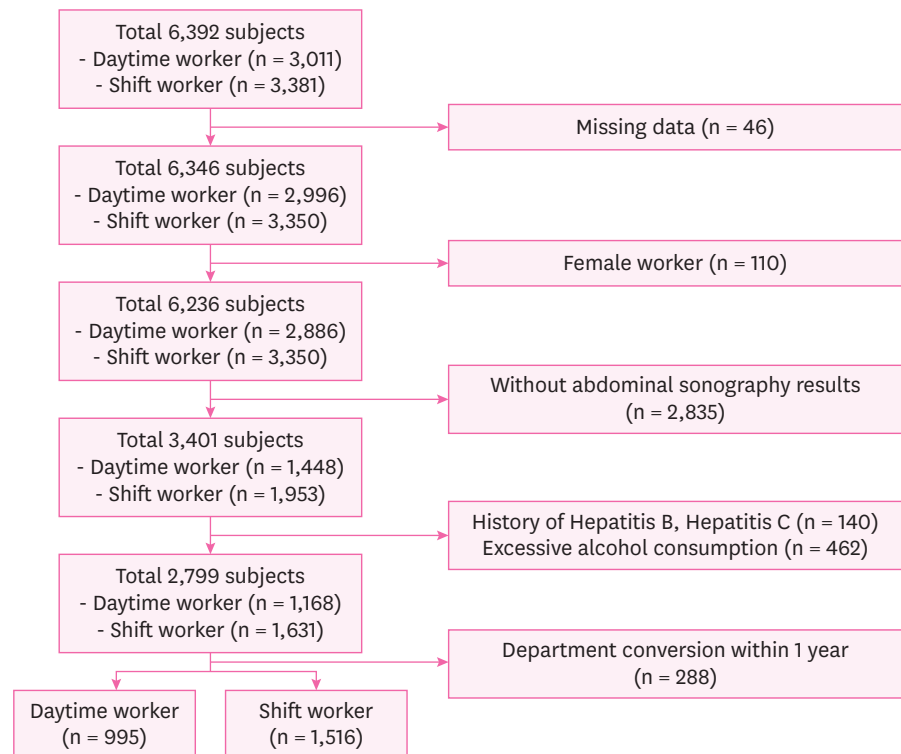 Total 6,392 subjects
- Daytime worker (n = 3,011)
- Shift worker (n = 3,381)
Missing data (n = 46)
Total 6,346 subjects
- Daytime worker (n = 2,996)
- Shift worker (n = 3,350)
Female worker (n = 110)
Total 6,236 subjects
- Daytime worker (n = 2,886)
- Shift worker (n = 3,350)
Without abdominal sonography results
(n = 2,835)
Total 3,401 subjects
- Daytime worker (n = 1,448)
- Shift worker (n = 1,953)
History of Hepatitis B, Hepatitis C (n = 140)
Excessive alcohol consumption (n = 462)
Total 2,799 subjects
- Daytime worker (n = 1,168)
- Shift worker (n = 1,631)
Department conversion within 1 year
(n = 288)
Daytime worker
(n = 995)
Shift worker
(n = 1,516)